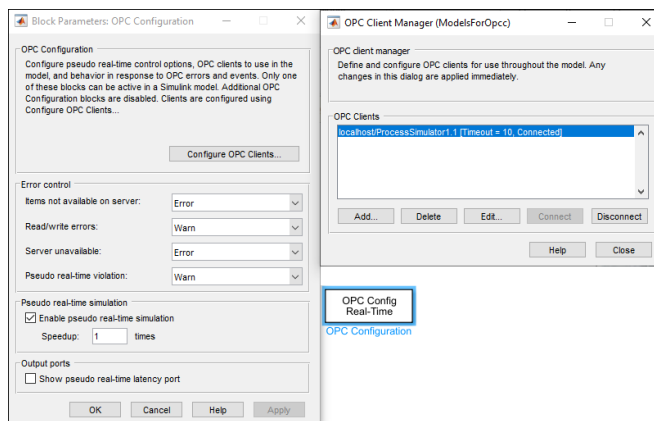 Block Parameters: OPC Configuration
OPC Configuration
Configure pseudo real-time control options, OPC clients to use in the
model, and behavior in response to OPC errors and events. Only one
of these blocks can be active in a Simulink model. Additional OPC
Configuration blocks are disabled. Clients are configured using
Configure OPC Clients...
Configure OPC Clients...
Error control
Items not available on server:
Error
Read/write errors:
Warn
Server unavailable:
Error
Pseudo real-time violation:
Warn
Pseudo real-time simulation
Enable pseudo real-time simulation
Speedup: 1 times
Output ports
Show pseudo real-time latency port
OK Cancel Help Apply
OPC Client Manager (ModelsForOpcc)
OPC client manager
Define and configure OPC clients for use throughout the model. Any
changes in this dialog are applied immediately.
OPC Clients
localhost/ProcessSimulator1.1 [Timeout = 10, Connected]
Add... Delete Edit... Connect Disconnect
Help Close
OPC Config
Real-Time
OPC Configuration